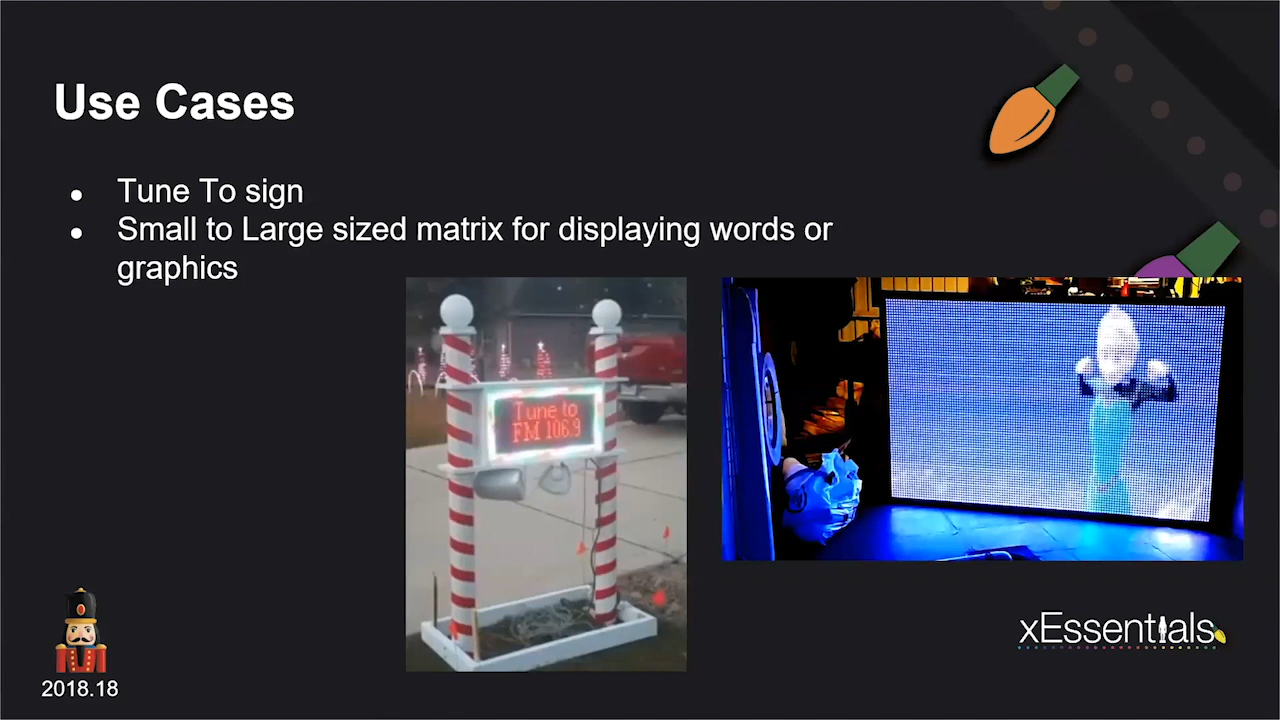 Use Cases
Tune To sign
Small to Large sized matrix for displaying words or
graphics
Tune to
FM 106.9
xEssentials
2018.18